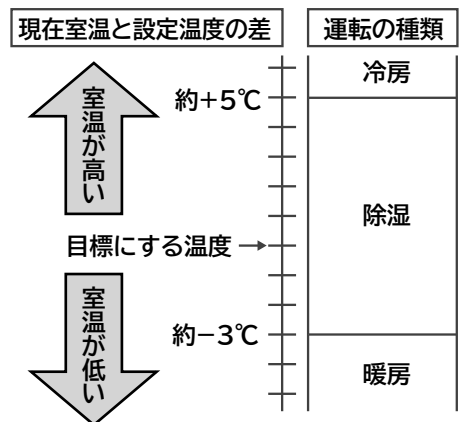 現在室温と設定温度の差
運転の種類
室温が高い
約+5℃
目標にする温度
約−3℃
室温が低い
冷房
除湿
暖房